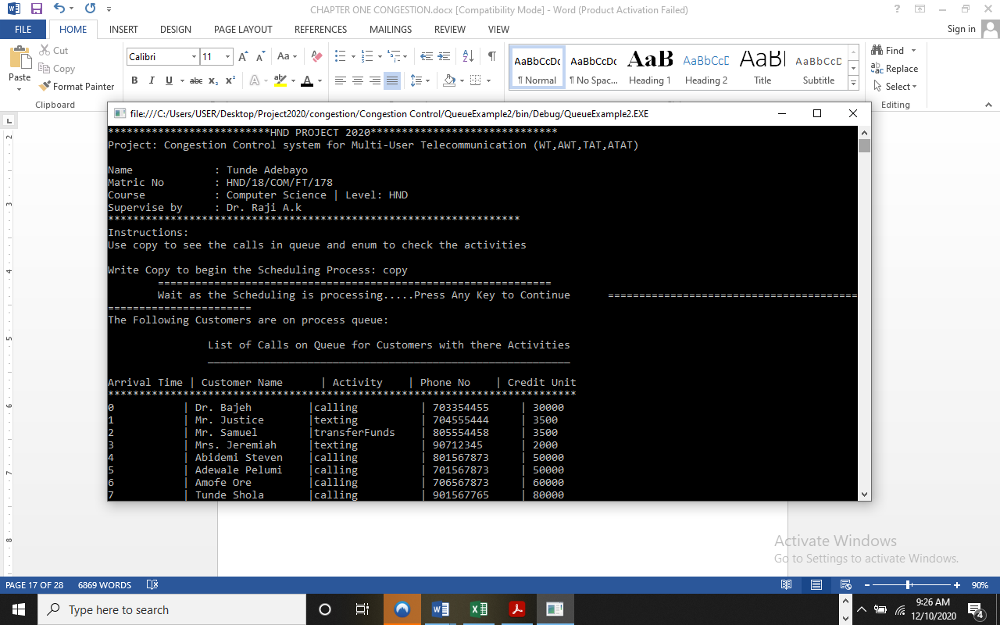 CHAPTER ONE CONGESTION.docx [Compatibility Mode] - Word (Product Activation Failed)
FILE HOME INSERT DESIGN PAGE LAYOUT REFERENCES MAILINGS REVIEW VIEW Sign in
Paste
Cut
Copy
Format Painter
Clipboard
Calibri 11
AaBbCcDc AaBbCcDc AaB AaBbCcD AaBl AaBbCcD
¶ Normal ¶ No Spac... Heading 1 Heading 2 Title Subtitle
Find
Replace
Select
Editing
file:///C:/Users/USER/Desktop/Project2020/congestion/Congestion Control/QueueExample2/bin/Debug/QueueExample2.EXE
**************************HND PROJECT 2020******************************
Project: Congestion Control system for Multi-User Telecommunication (WT,AWT,TAT,ATAT)
Name : Tunde Adebayo
Matric No : HND/18/COM/FT/178
Course : Computer Science | Level: HND
Supervise by : Dr. Raji A.k
******************************************************************
Instructions:
Use copy to see the calls in queue and enum to check the activities
Write Copy to begin the Scheduling Process: copy
===============================================================
Wait as the Scheduling is processing.....Press Any Key to Continue ========================================
=======================
The Following Customers are on process queue:
List of Calls on Queue for Customers with there Activities
__________________________________________________________
Arrival Time | Customer Name | Activity | Phone No | Credit Unit
***************************************************************************
0 | Dr. Bajeh |calling | 703354455 | 30000
1 | Mr. Justice |texting | 704555444 | 3500
2 | Mr. Samuel |transferFunds | 805554458 | 3500
3 | Mrs. Jeremiah |texting | 90712345 | 2000
4 | Abidemi Steven |calling | 801567873 | 50000
5 | Adewale Pelumi |calling | 701567873 | 50000
6 | Amofe Ore |calling | 706567873 | 60000
7 | Tunde Shola |calling | 901567765 | 80000
Activate Windows
Go to Settings to activate Windows.
PAGE 17 OF 28 6869 WORDS 90%
Type here to search
9:26 AM
12/10/2020
4